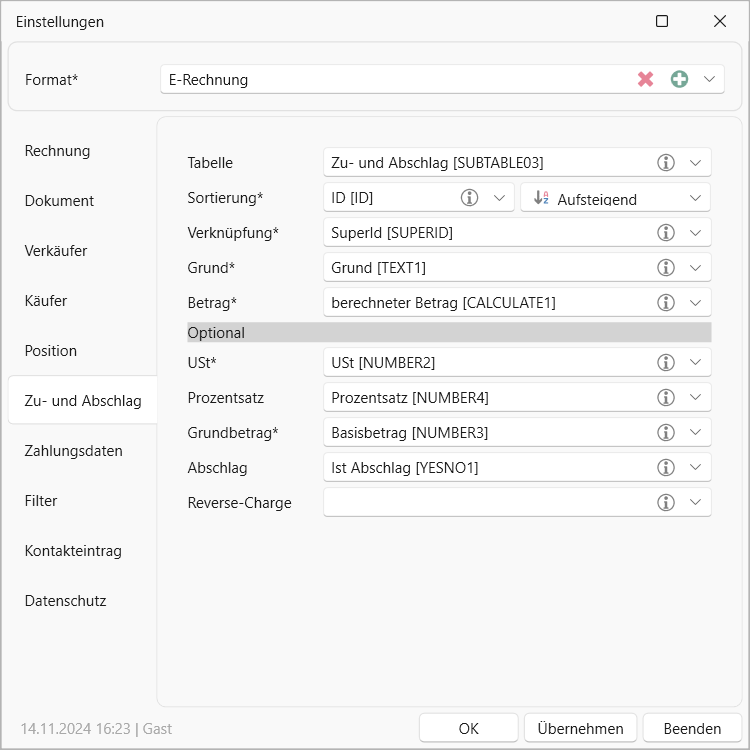 Einstellungen
Format* E-Rechnung
Rechnung
Dokument
Verkäufer
Käufer
Position
Zu- und Abschlag
Zahlungsdaten
Filter
Kontakteintrag
Datenschutz
Tabelle Zu- und Abschlag [SUBTABLE03]
Sortierung* ID [ID] Aufsteigend
Verknüpfung* SuperId [SUPERID]
Grund* Grund [TEXT1]
Betrag* berechneter Betrag [CALCULATE1]
Optional
USt* USt [NUMBER2]
Prozentsatz Prozentsatz [NUMBER4]
Grundbetrag* Basisbetrag [NUMBER3]
Abschlag Ist Abschlag [YESNO1]
Reverse-Charge
14.11.2024 16:23 | Gast
OK Übernehmen Beenden